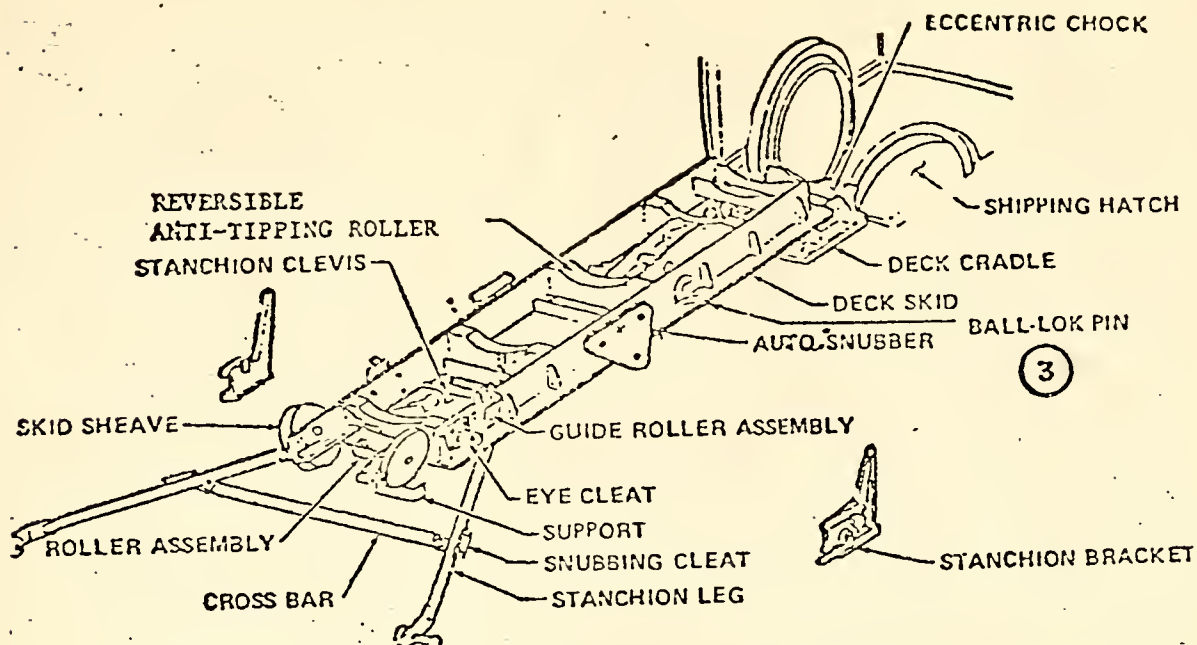 ECCENTRIC CHOCK
REVERSIBLE
ANTI-TIPPING ROLLER
STANCHION CLEVIS
SHIPPING HATCH
DECK CRADLE
DECK SKID
BALL-LOK PIN
AUTO SNUBBER
3
SKID SHEAVE
GUIDE ROLLER ASSEMBLY
EYE CLEAT
SUPPORT
ROLLER ASSEMBLY
SNUBBING CLEAT
STANCHION BRACKET
CROSS BAR
STANCHION LEG